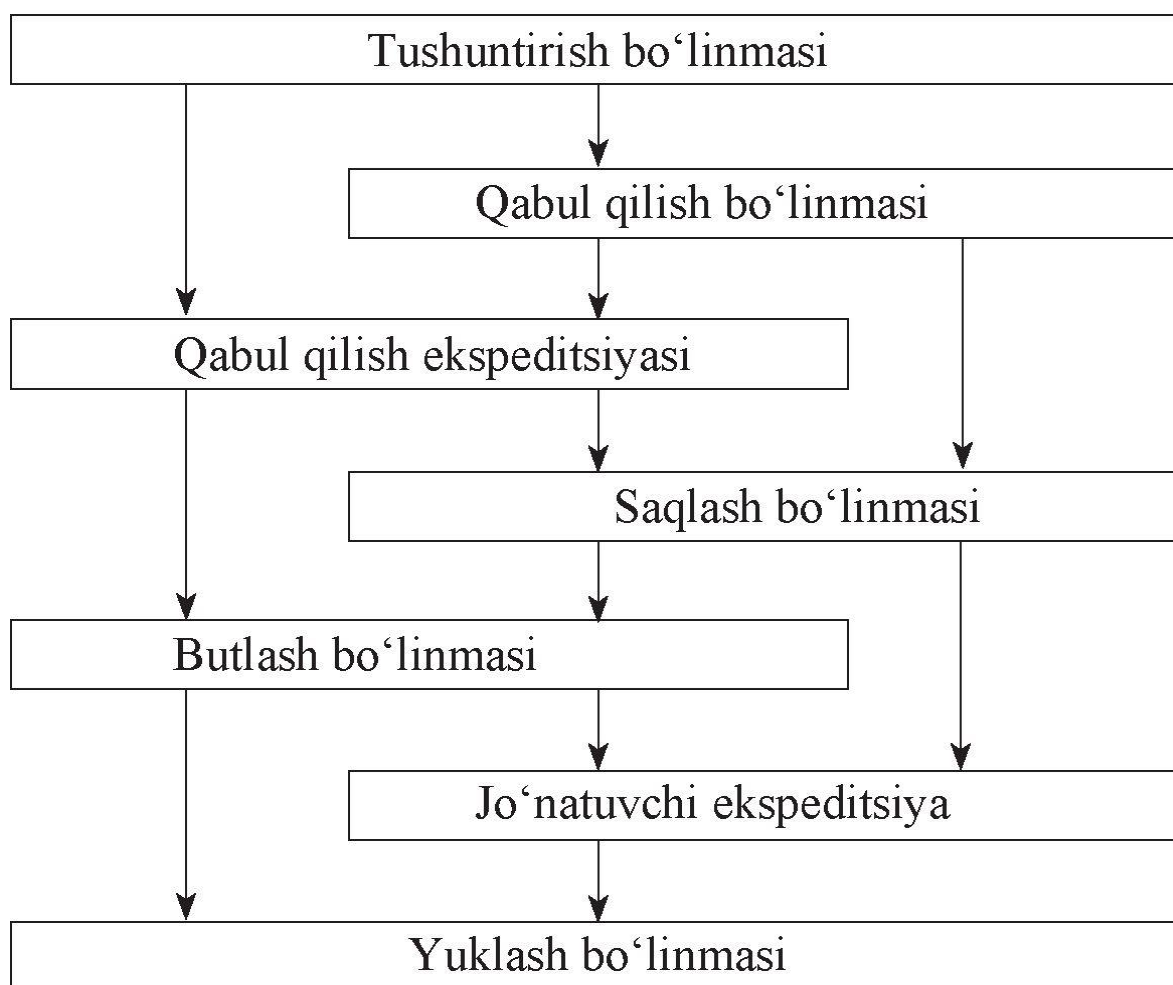 Tushuntirish bo‘linmasi
Qabul qilish bo‘linmasi
Qabul qilish ekspeditsiyasi
Saqlash bo‘linmasi
Butlash bo‘linmasi
Jo‘natuvchi ekspeditsiya
Yuklash bo‘linmasi